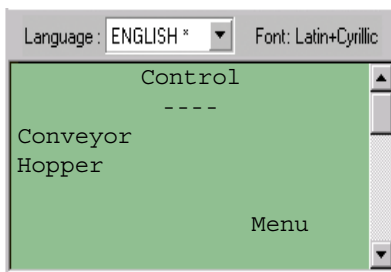 Language : ENGLISH * Font: Latin+Cyrillic
Control
----
Conveyor
Hopper
Menu